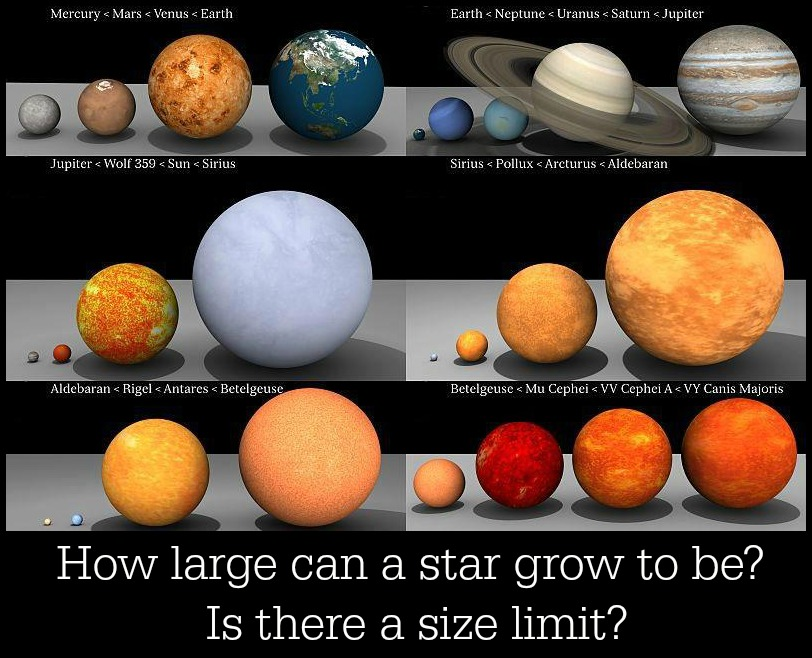 Mercury < Mars < Venus < Earth
Earth < Neptune < Uranus < Saturn < Jupiter
Jupiter < Wolf 359 < Sun < Sirius
Sirius < Pollux < Arcturus < Aldebaran
Aldebaran < Rigel < Antares < Betelgeuse
Betelgeuse < Mu Cephei < VV Cephei A < VY Canis Majoris
How large can a star grow to be?
Is there a size limit?